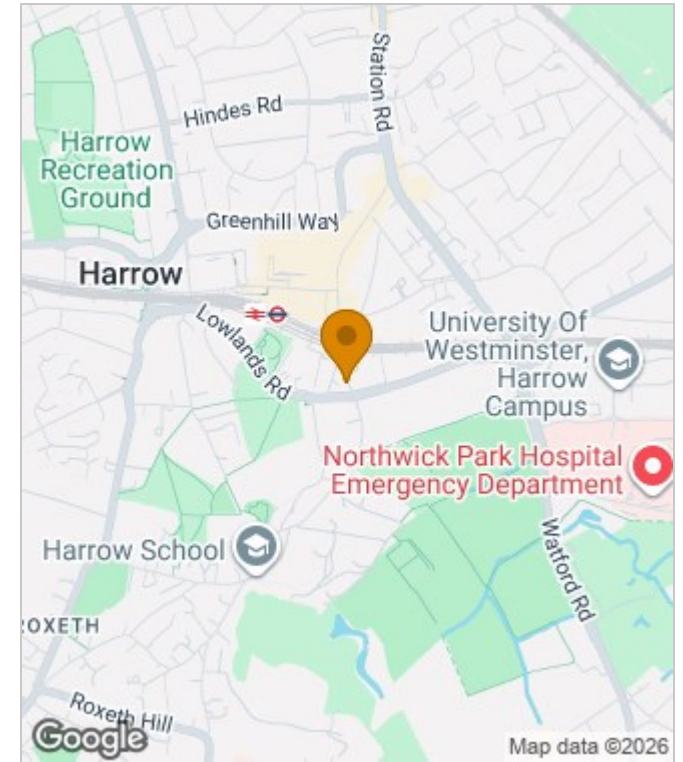 Station Rd
Hindes Rd
Harrow
Recreation
Ground
Greenhill Way
Harrow
Lowlands Rd
University Of
Westminster,
Harrow
Campus
Northwick Park Hospital
Emergency Department
Harrow School
Watford Rd
OXETH
Roxeth Hill
Google
Map data ©2026